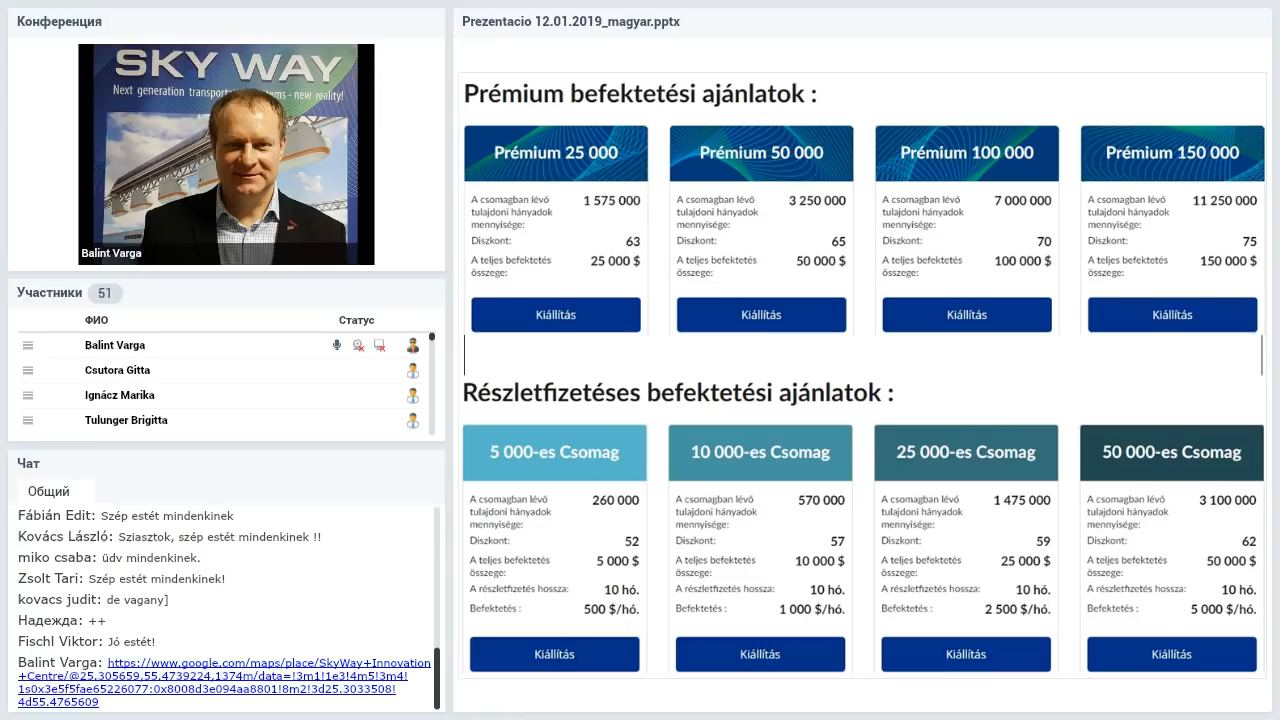 Конференция
SKY WAY
Next generation
- new reality!
Balint Varga
Участники 51
ФИО Статус
Balint Varga
Csutora Gitta
Ignácz Marika
Tulunger Brigitta
Чат
Общий
Fábián Edit: Szép estét mindenkinek
Kovács László: Sziasztok, szép estét mindenkinek !!
miko csaba: üdv mindenkinek.
Zsolt Tari: Szép estét mindenkinek!
kovacs judit: de vagany]
Надежда: ++
Fischl Viktor: Jó estét!
Balint Varga: https://www.google.com/maps/place/SkyWay+Innovation
+Centre/@25.305659,55.4739224,1374m/data=!3m1!1e3!4m5!3m4!
1s0x3e5f5fae65226077:0x8008d3e094aa8801!8m2!3d25.3033508!
4d55.4765609
Prezentacio 12.01.2019_magyar.pptx
Prémium befektetési ajánlatok :
Prémium 25 000
A csomagban lévő 1 575 000
tulajdoni hányadok
mennyisége:
Diszkont: 63
A teljes befektetés 25 000 $
összege:
Kiállítás
Prémium 50 000
A csomagban lévő 3 250 000
tulajdoni hányadok
mennyisége:
Diszkont: 65
A teljes befektetés 50 000 $
összege:
Kiállítás
Prémium 100 000
A csomagban lévő 7 000 000
tulajdoni hányadok
mennyisége:
Diszkont: 70
A teljes befektetés 100 000 $
összege:
Kiállítás
Prémium 150 000
A csomagban lévő 11 250 000
tulajdoni hányadok
mennyisége:
Diszkont: 75
A teljes befektetés 150 000 $
összege:
Kiállítás
Részletfizetéses befektetési ajánlatok :
5 000-es Csomag
A csomagban lévő 260 000
tulajdoni hányadok
mennyisége:
Diszkont: 52
A teljes befektetés 5 000 $
összege:
A részletfizetés hossza: 10 hó.
Befektetés : 500 $/hó.
Kiállítás
10 000-es Csomag
A csomagban lévő 570 000
tulajdoni hányadok
mennyisége:
Diszkont: 57
A teljes befektetés 10 000 $
összege:
A részletfizetés hossza: 10 hó.
Befektetés : 1 000 $/hó.
Kiállítás
25 000-es Csomag
A csomagban lévő 1 475 000
tulajdoni hányadok
mennyisége:
Diszkont: 59
A teljes befektetés 25 000 $
összege:
A részletfizetés hossza: 10 hó.
Befektetés : 2 500 $/hó.
Kiállítás
50 000-es Csomag
A csomagban lévő 3 100 000
tulajdoni hányadok
mennyisége:
Diszkont: 62
A teljes befektetés 50 000 $
összege:
A részletfizetés hossza: 10 hó.
Befektetés : 5 000 $/hó.
Kiállítás